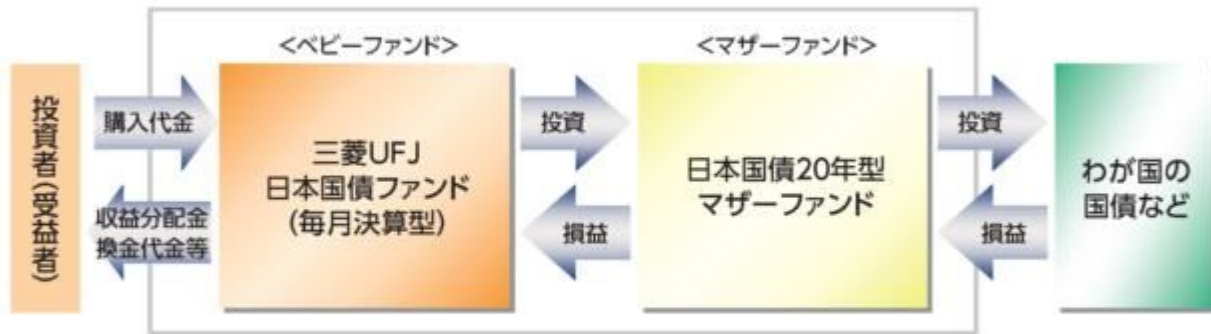 <ベビーファンド>
<マザーファンド>
投資者(受益者)
購入代金
収益分配金
換金代金等
三菱UFJ
日本国債ファンド
(毎月決算型)
投資
損益
日本国債20年型
マザーファンド
投資
損益
わが国の
国債など